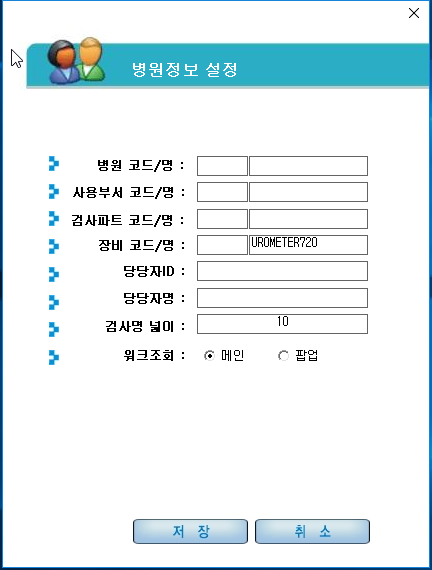 병원정보 설정
병원 코드/명 :
사용부서 코드/명 :
검사파트 코드/명 :
장비 코드/명 : UROMETER720
담당자ID :
담당자명 :
검사명 넓이 : 10
워크조회 : 메인 팝업
저 장 취 소